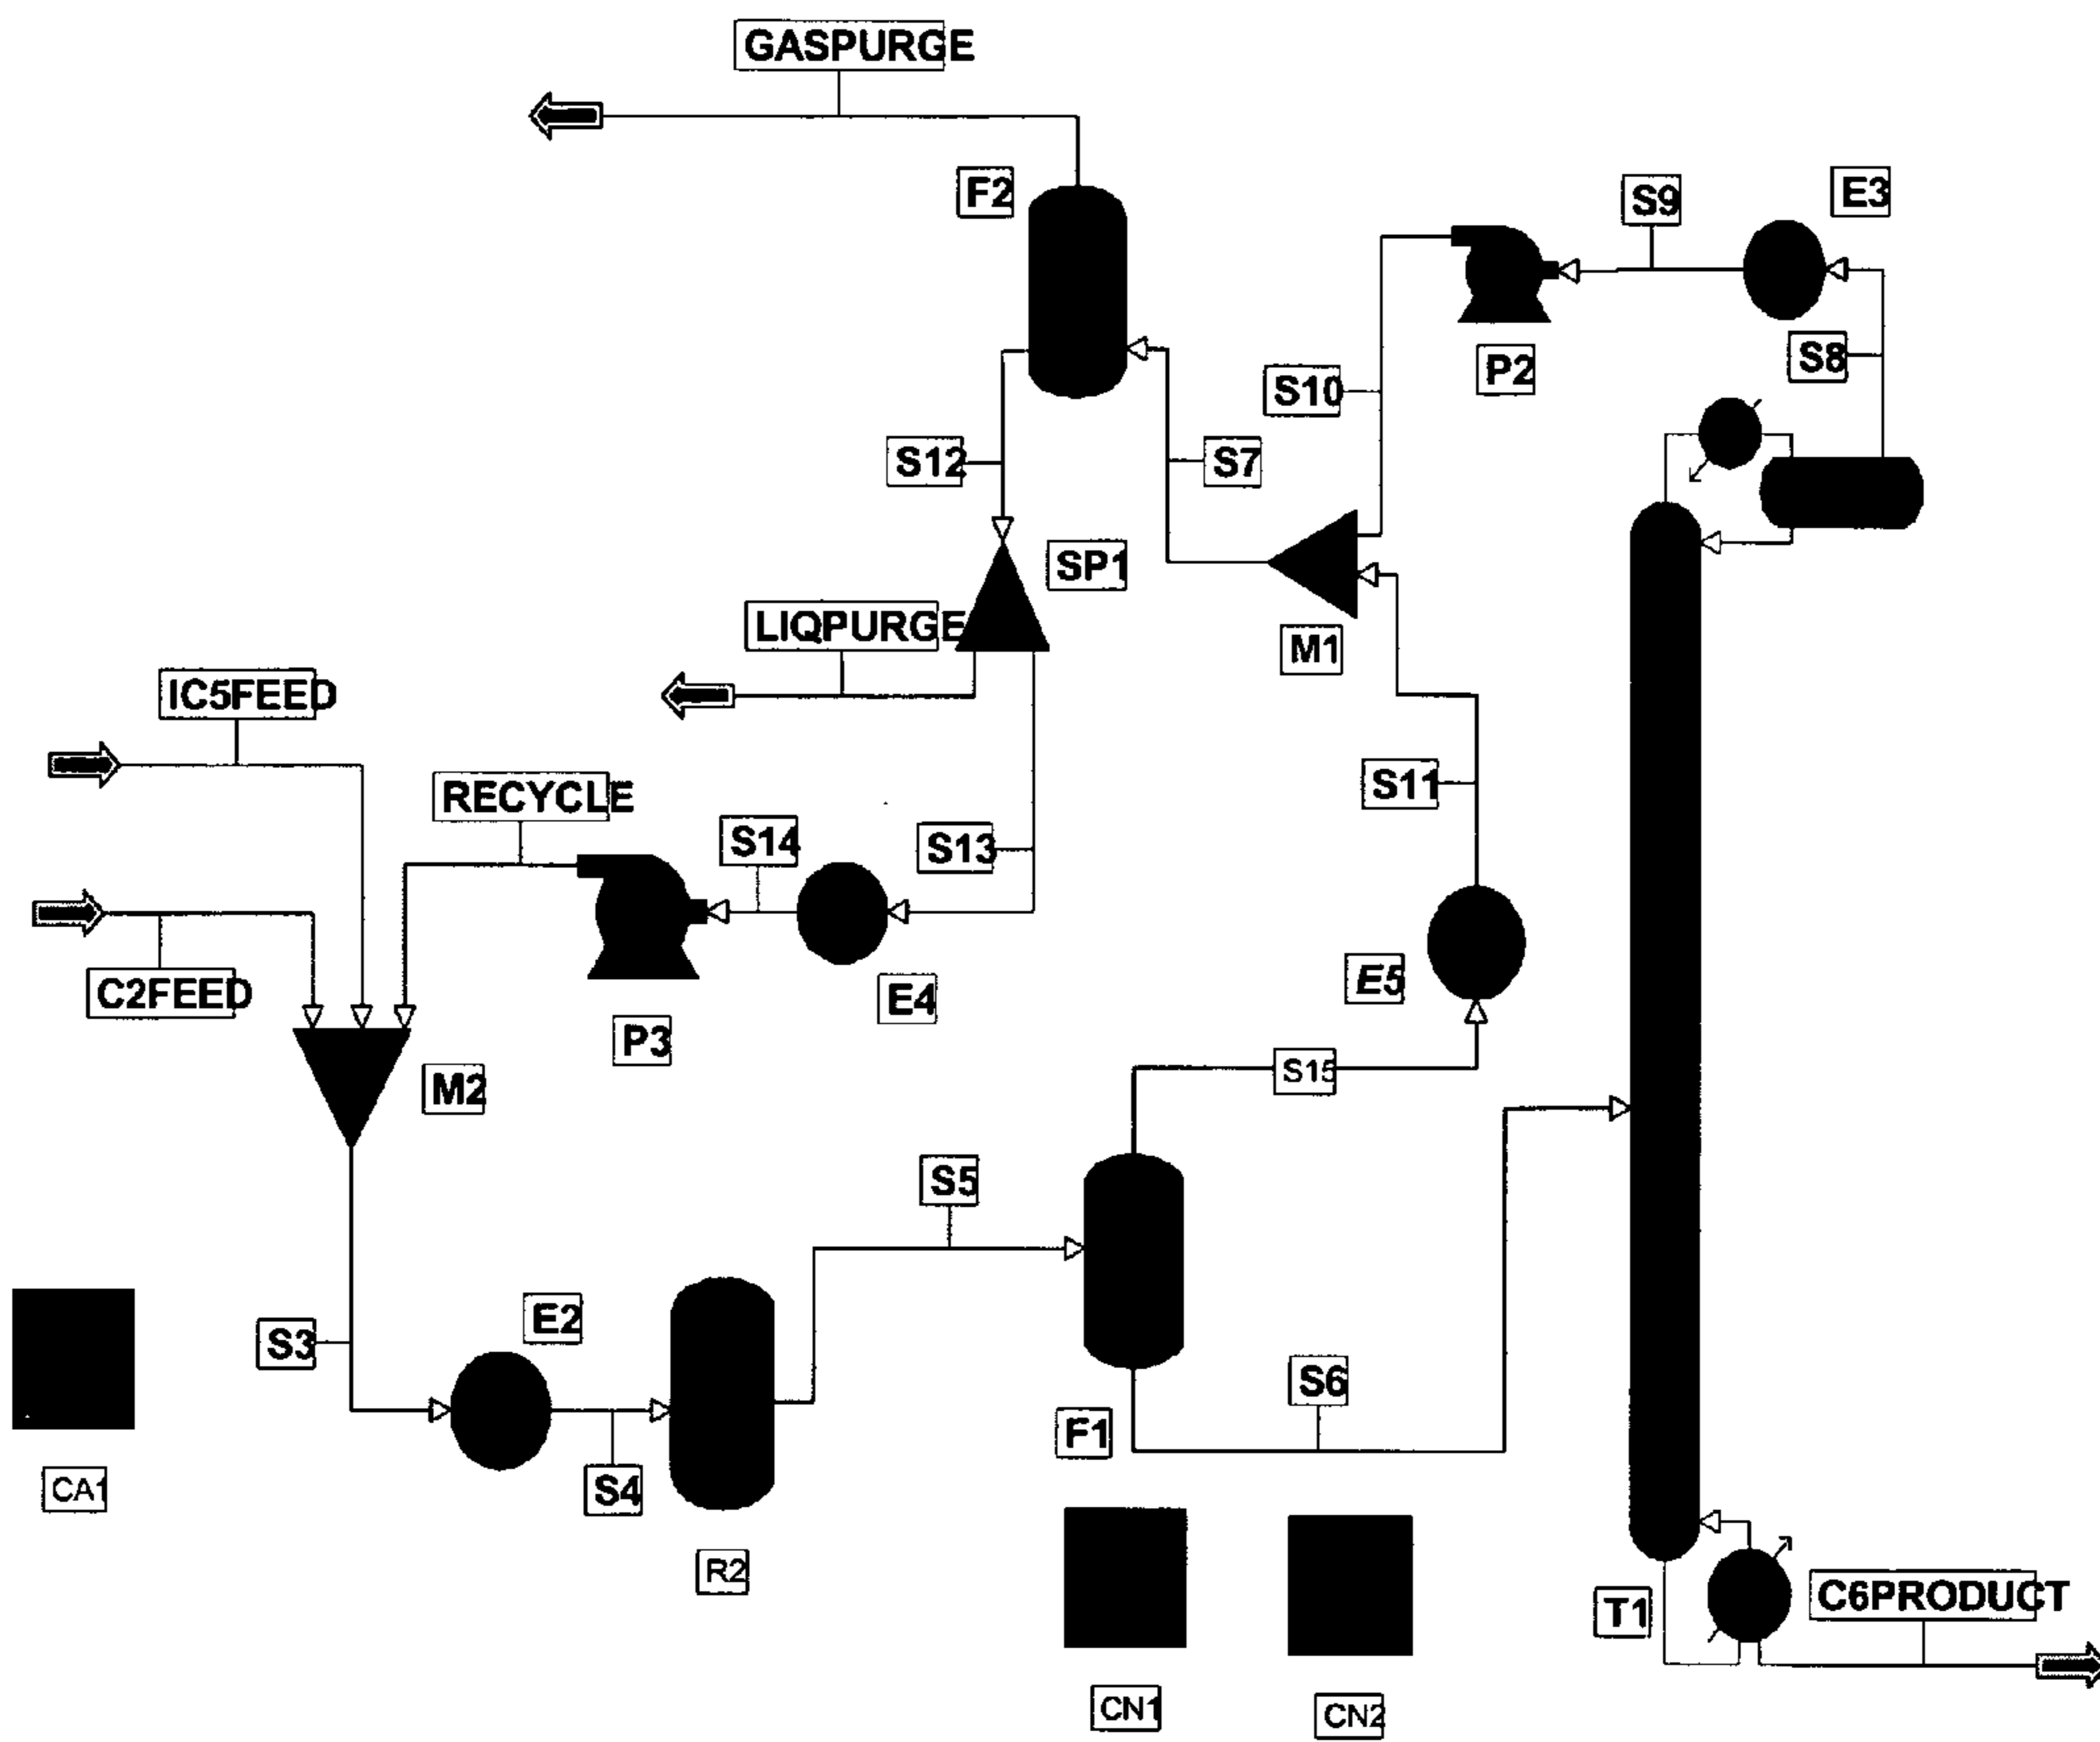 GASPURGE
F2
S9
E3
S8
P2
S10
S12
S7
SP1
LIQPURGE
M1
IC5FEED
RECYCLE
S14
S13
S11
C2FEED
E4
E5
P3
M2
S15
S5
E2
S3
S6
F1
S4
CA1
R2
T1
C6PRODUCT
CN1
CN2